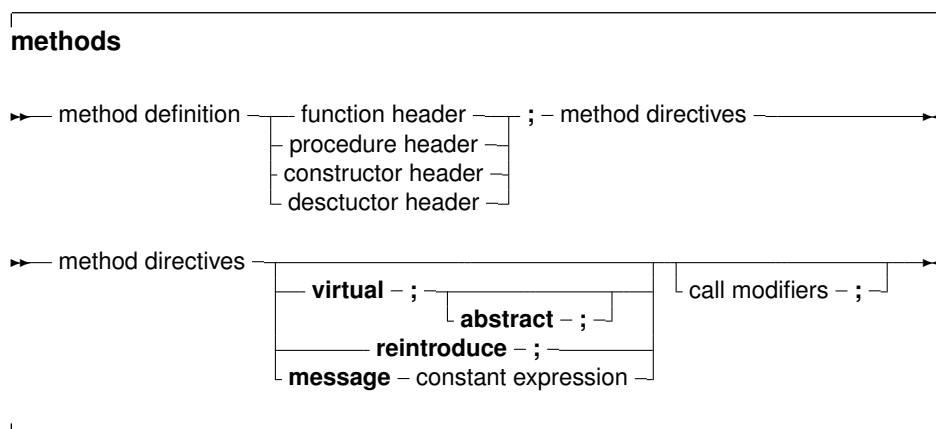 methods
method definition function header ; method directives
procedure header
constructor header
desctuctor header
method directives
virtual ; call modifiers ;
abstract ;
reintroduce ;
message constant expression